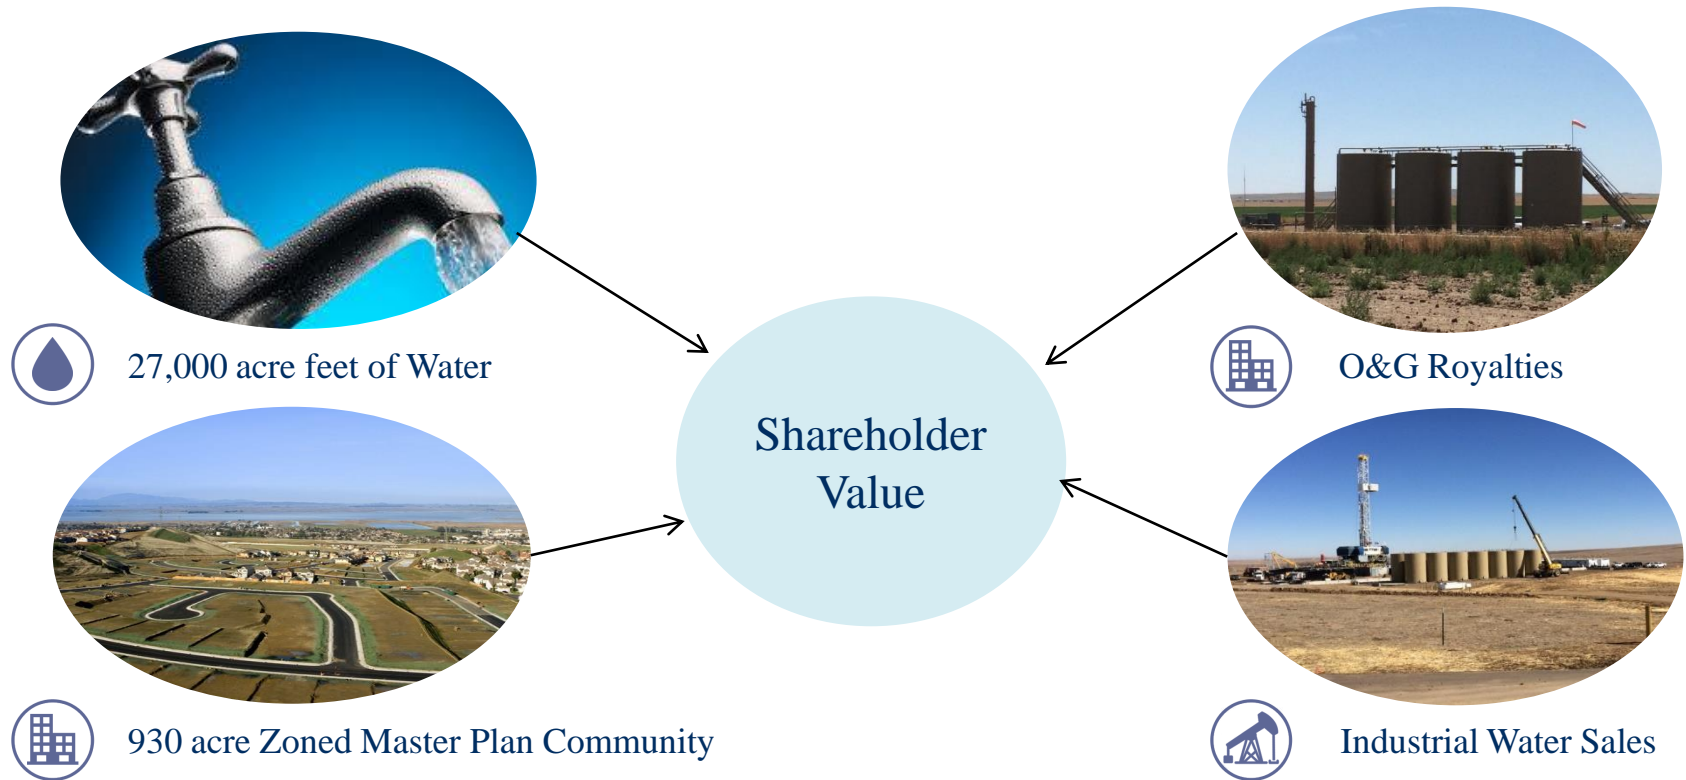 27,000 acre feet of Water
O&G Royalties
Shareholder
Value
930 acre Zoned Master Plan Community
Industrial Water Sales